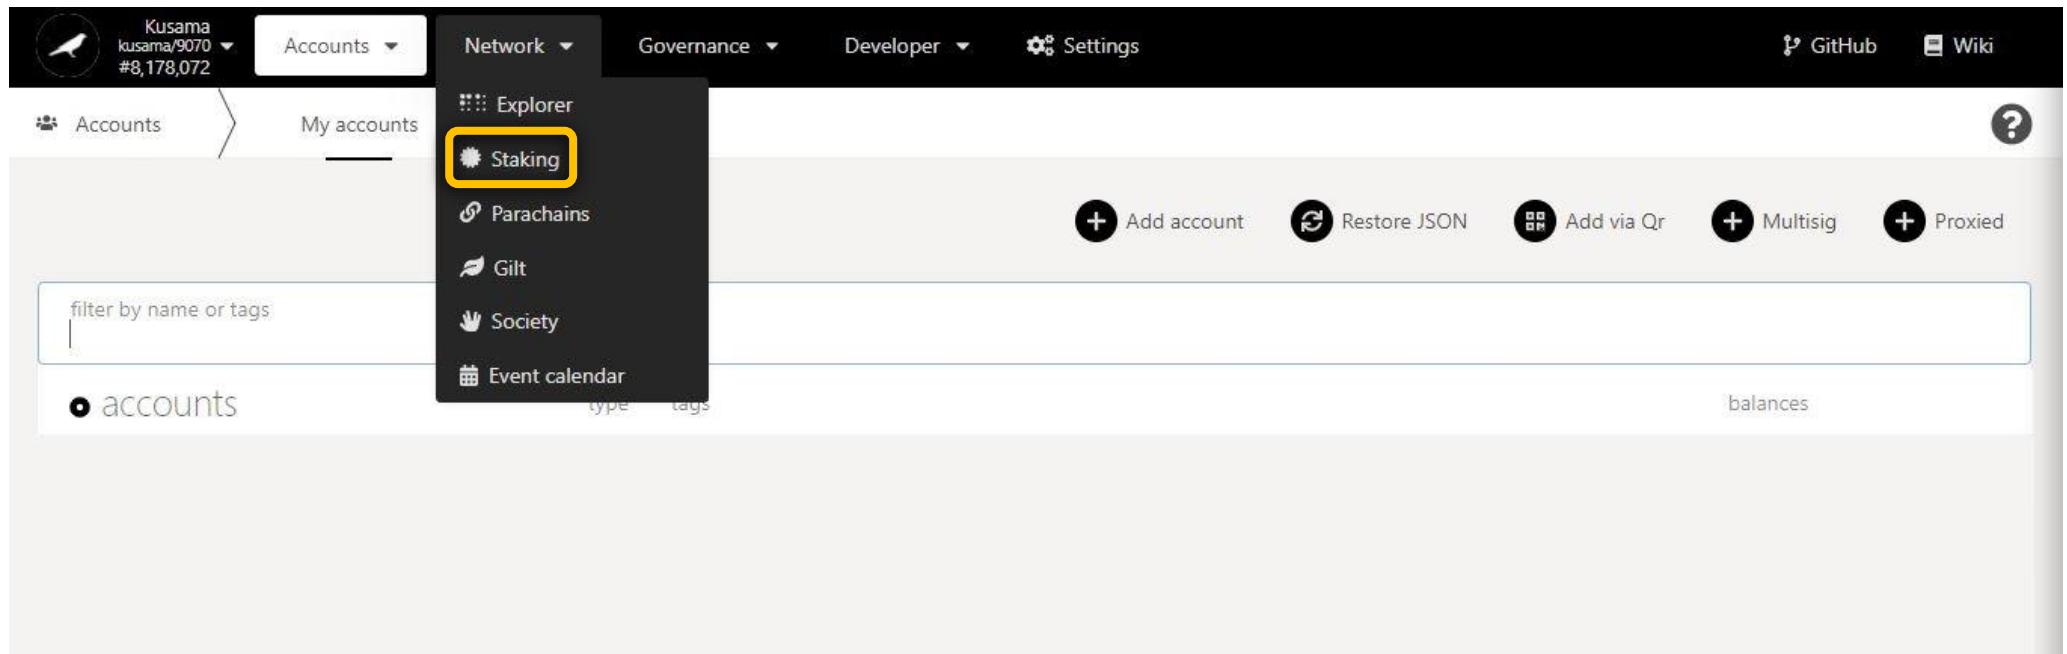 Kusama
kusama/9070
#8,178,072
Accounts
Network
Governance
Developer
Settings
GitHub
Wiki
Accounts
My accounts
Explorer
Staking
Parachains
Gilt
Society
Event calendar
Add account
Restore JSON
Add via Qr
Multisig
Proxied
filter by name or tags
accounts
type
tags
balances